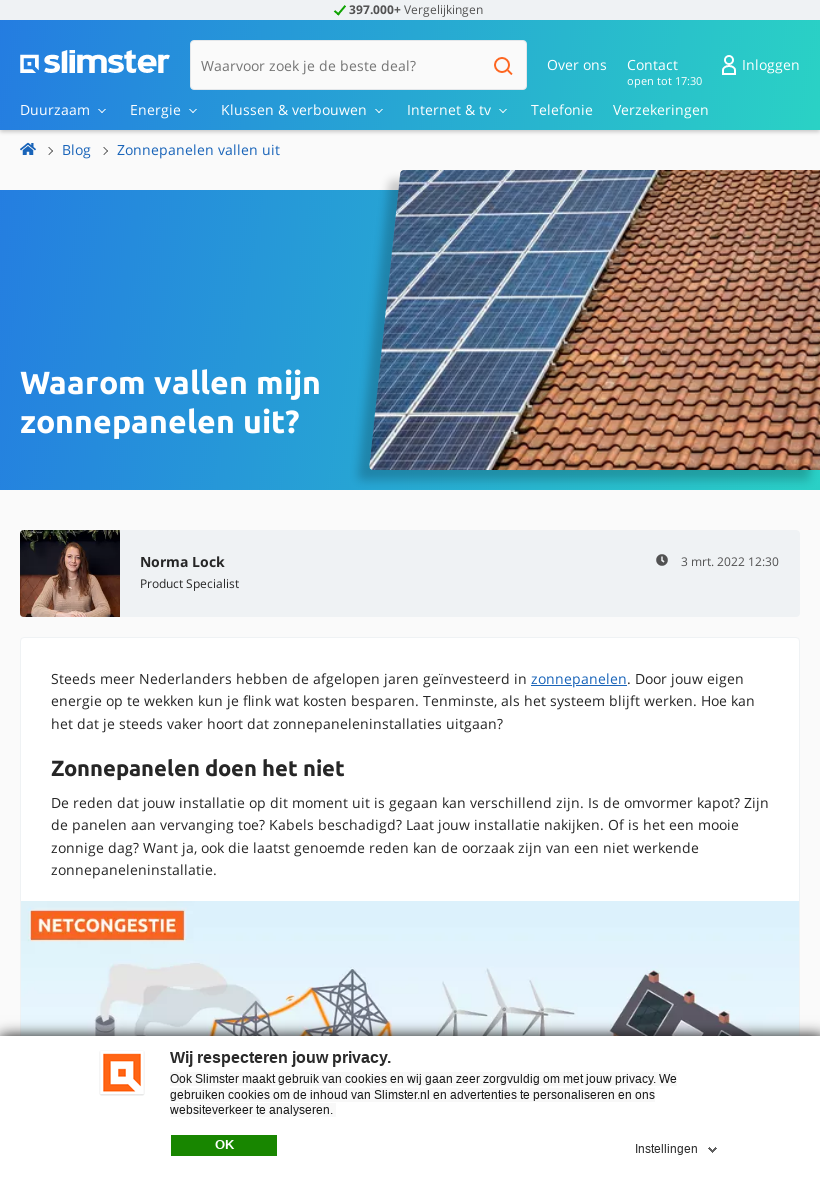 397.000+ Vergelijkingen
slimster
Waarvoor zoek je de beste deal?
Over ons
Contact
open tot 17:30
Inloggen
Duurzaam
Energie
Klussen & verbouwen
Internet & tv
Telefonie
Verzekeringen
Blog
Zonnepanelen vallen uit
Waarom vallen mijn
zonnepanelen uit?
Norma Lock
3 mrt. 2022 12:30
Product Specialist
Steeds meer Nederlanders hebben de afgelopen jaren geïnvesteerd in zonnepanelen. Door jouw eigen
energie op te wekken kun je flink wat kosten besparen. Tenminste, als het systeem blijft werken. Hoe kan
het dat je steeds vaker hoort dat zonnepaneleninstallaties uitgaan?
Zonnepanelen doen het niet
De reden dat jouw installatie op dit moment uit is gegaan kan verschillend zijn. Is de omvormer kapot? Zijn
de panelen aan vervanging toe? Kabels beschadigd? Laat jouw installatie nakijken. Of is het een mooie
zonnige dag? Want ja, ook die laatst genoemde reden kan de oorzaak zijn van een niet werkende
zonnepaneleninstallatie.
NETCONGESTIE
Wij respecteren jouw privacy.
Ook Slimster maakt gebruik van cookies en wij gaan zeer zorgvuldig om met jouw privacy. We
gebruiken cookies om de inhoud van Slimster.nl en advertenties te personaliseren en ons
websiteverkeer te analyseren.
OK
Instellingen